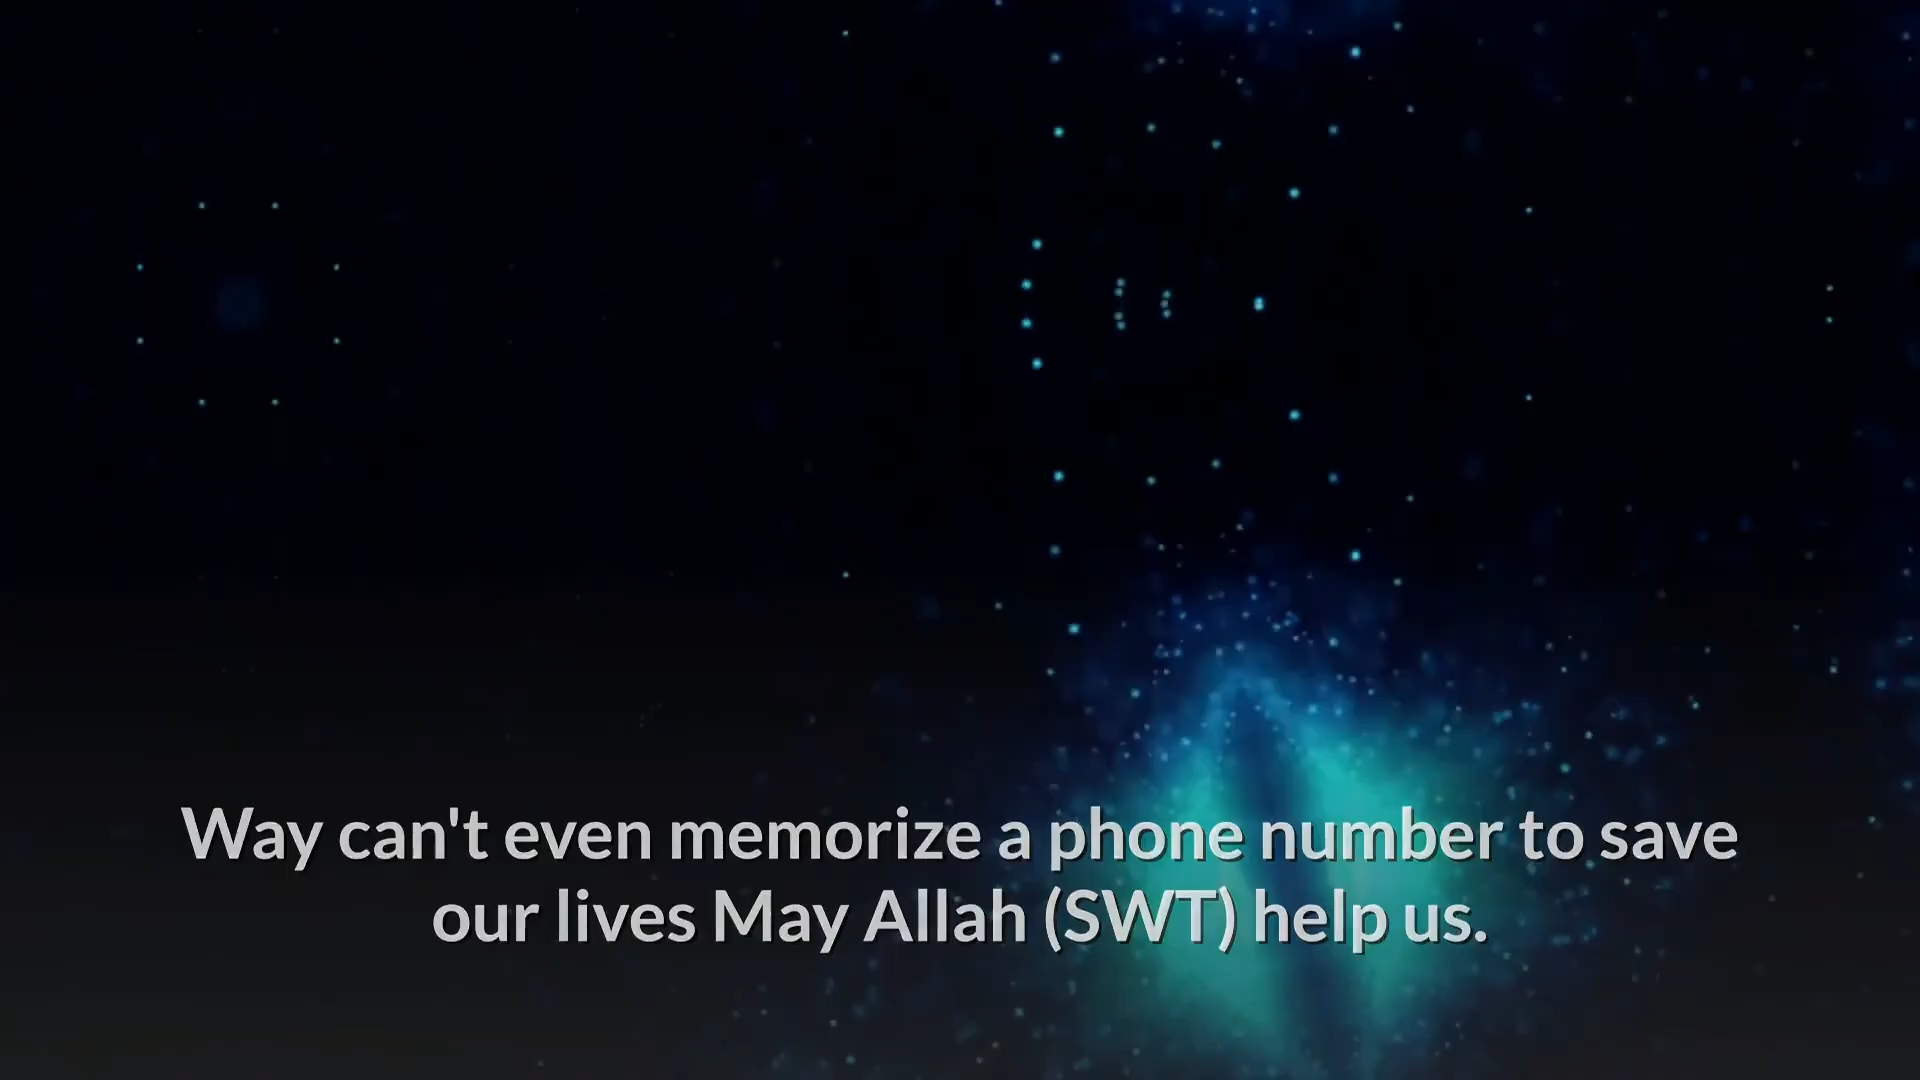 Way can't even memorize a phone number to save
our lives May Allah (SWT) help us.